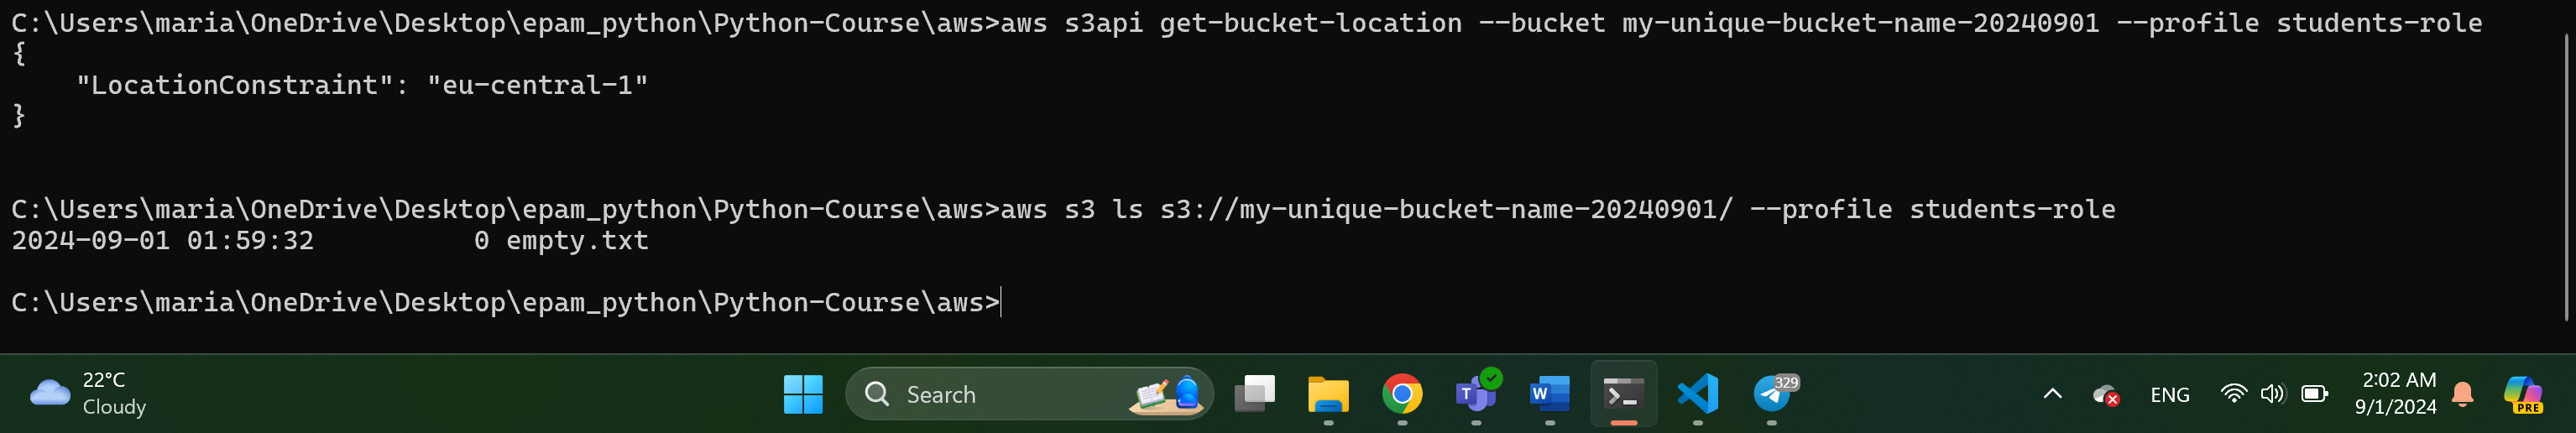 C:\Users\maria\OneDrive\Desktop\epam_python\Python-Course\aws>aws s3api get-bucket-location --bucket my-unique-bucket-name-20240901 --profile students-role
{
    "LocationConstraint": "eu-central-1"
}
C:\Users\maria\OneDrive\Desktop\epam_python\Python-Course\aws>aws s3 ls s3://my-unique-bucket-name-20240901/ --profile students-role
2024-09-01 01:59:32          0 empty.txt
C:\Users\maria\OneDrive\Desktop\epam_python\Python-Course\aws>
22°C
Cloudy
Search
T
W
329
ENG
2:02 AM
9/1/2024
PRE